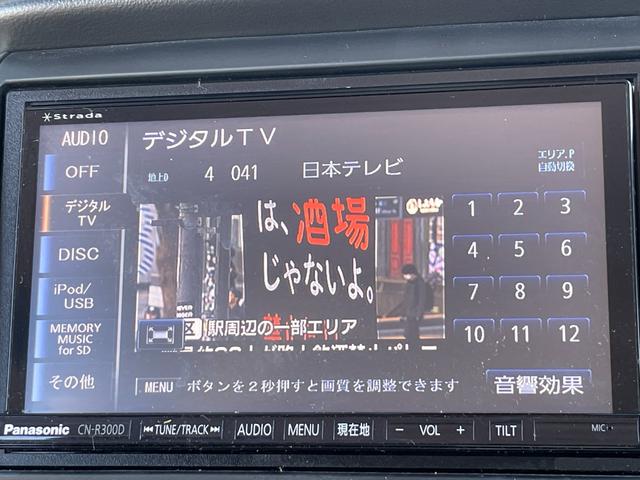 Strada
AUDIO
デジタルTV
OFF
地上D 4 041 日本テレビ
エリア.P
自動切換
デジタル
TV
DISC
iPod/
USB
MEMORY
MUSIC
for SD
その他
は、酒場
じゃないよ。
区 駅周辺の一部エリア
1 2 3
4 5 6
7 8 9
10 11 12
MENU ボタンを2秒押すと画質を調整できます
音響効果
Panasonic CN-R300D TUNE/TRACK AUDIO MENU 現在地 − VOL + TILT MIC